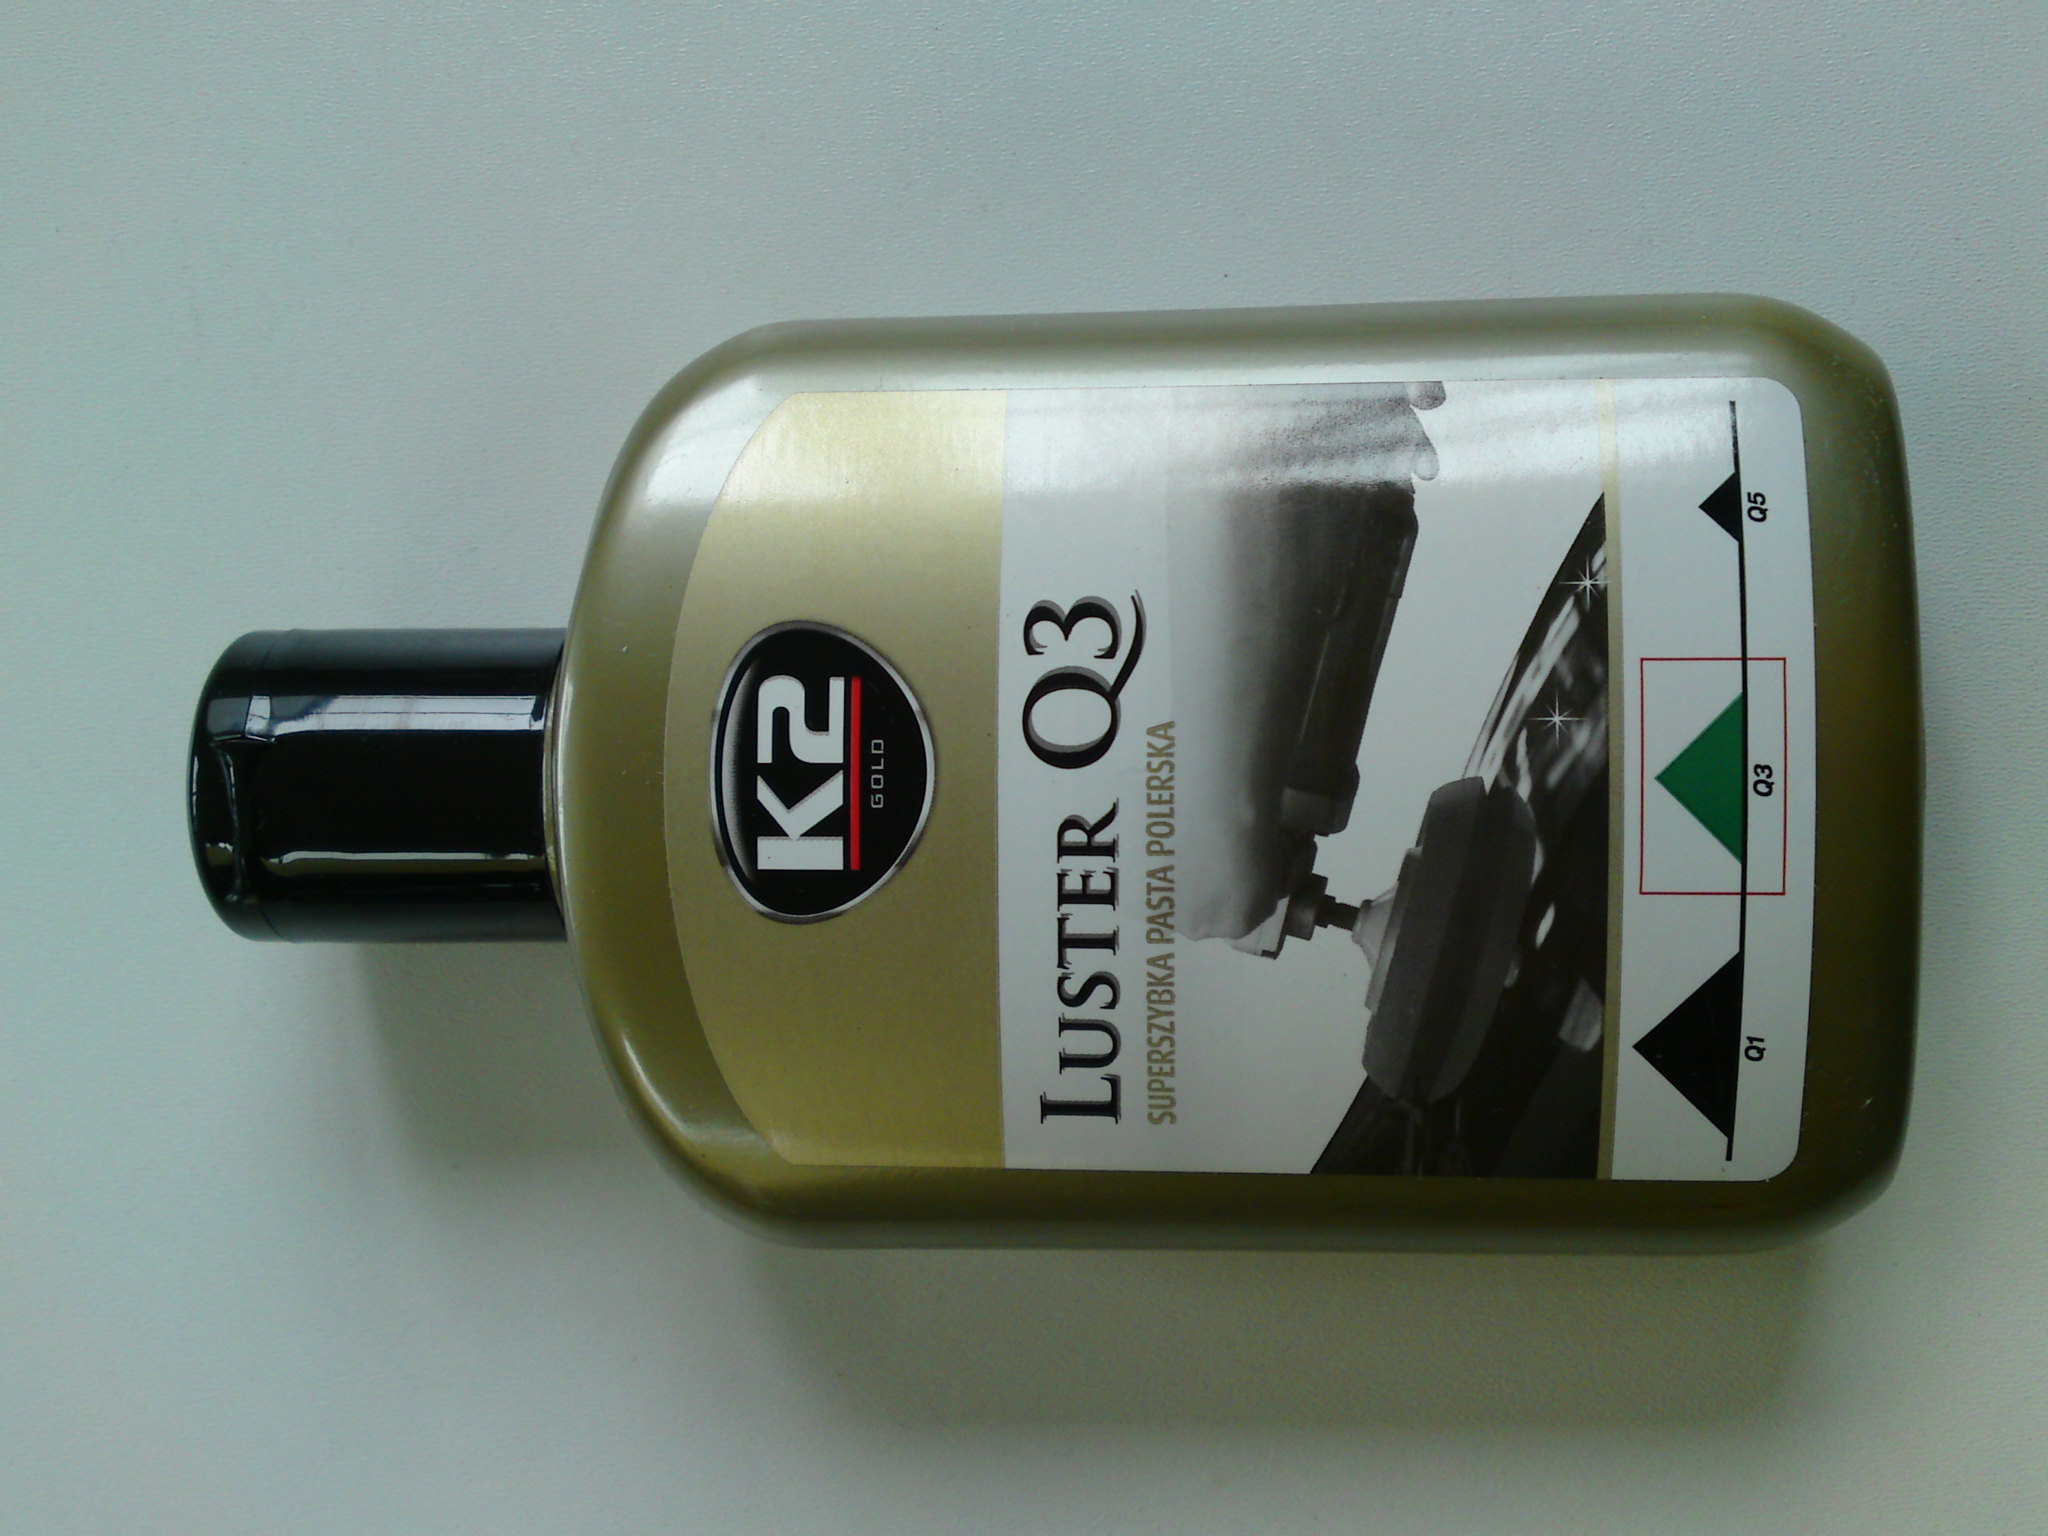 K2
GOLD
LUSTER Q3
SUPERSZYBKA PASTA POLERSKA
Q1 Q3 Q5